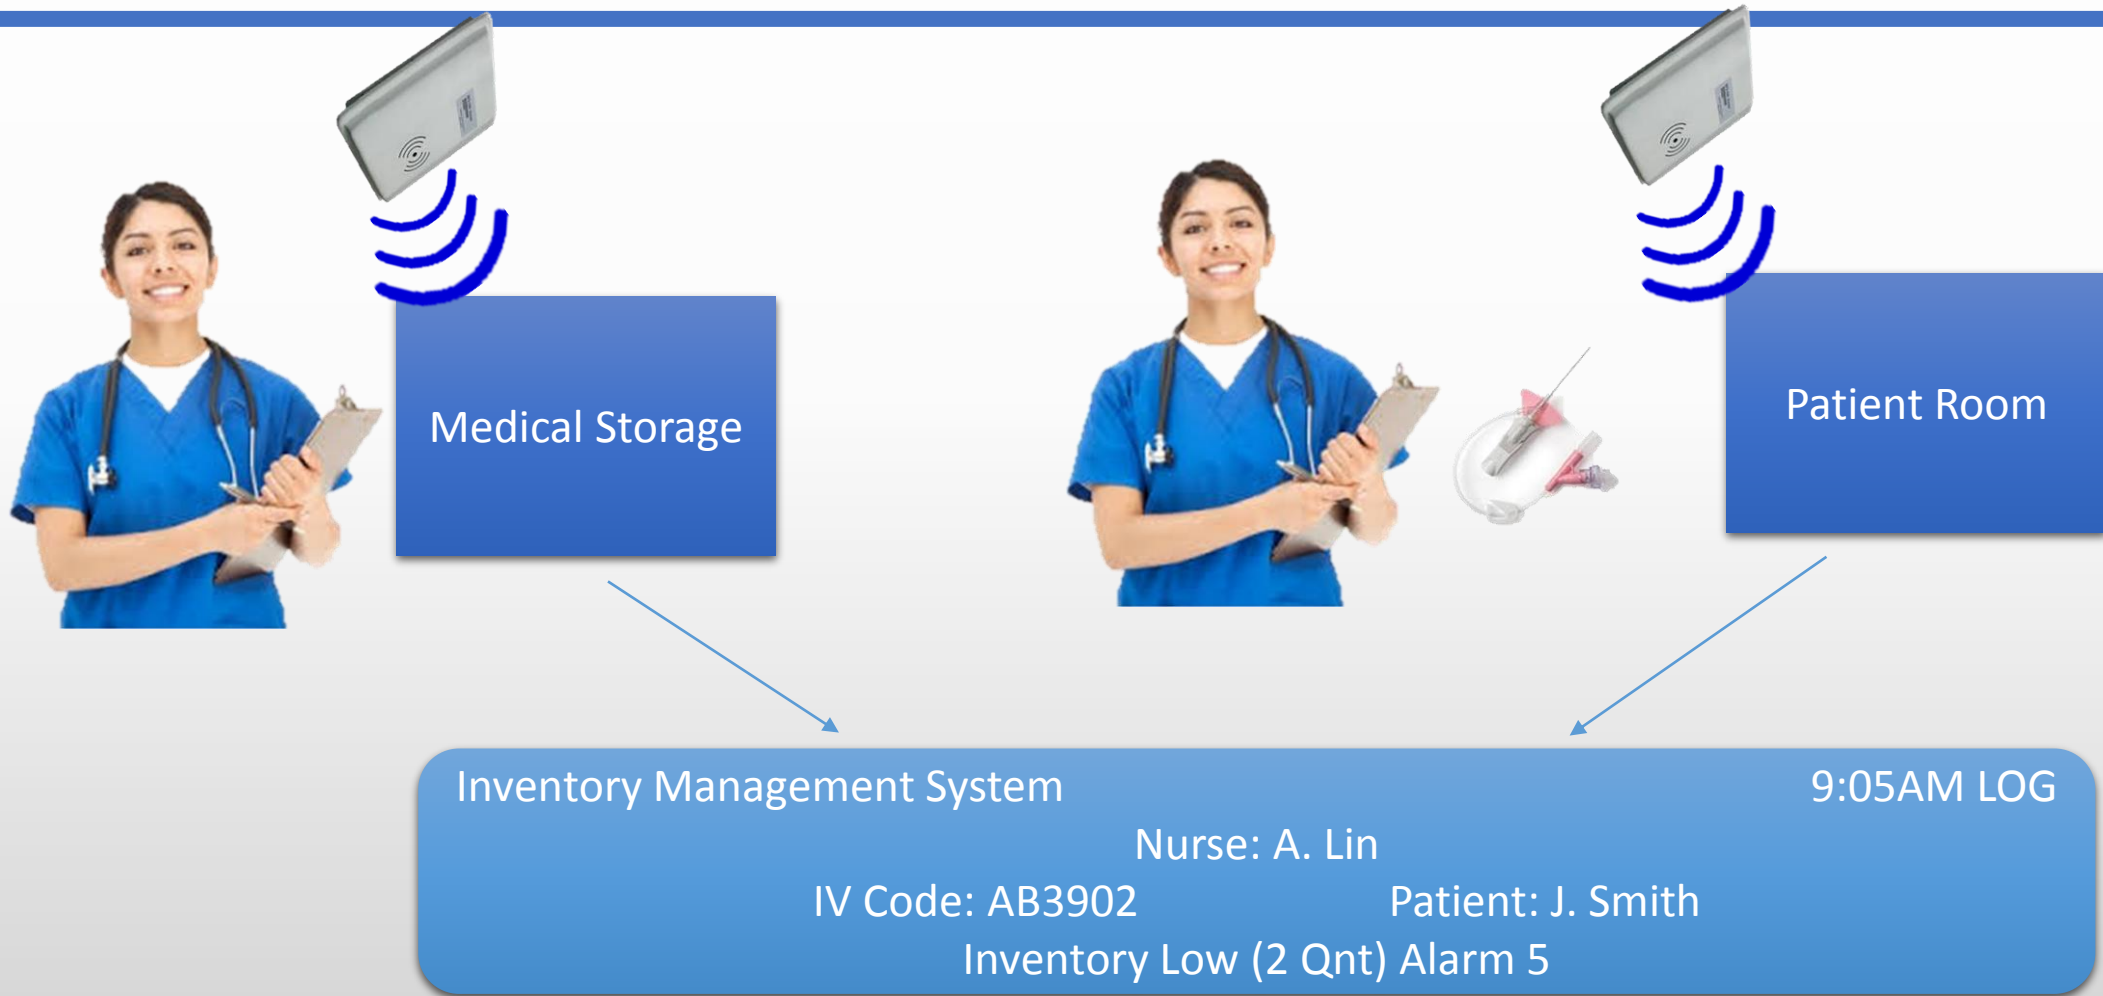 Medical Storage
Patient Room
Inventory Management System 9:05AM LOG
Nurse: A. Lin
IV Code: AB3902 Patient: J. Smith
Inventory Low (2 Qnt) Alarm 5